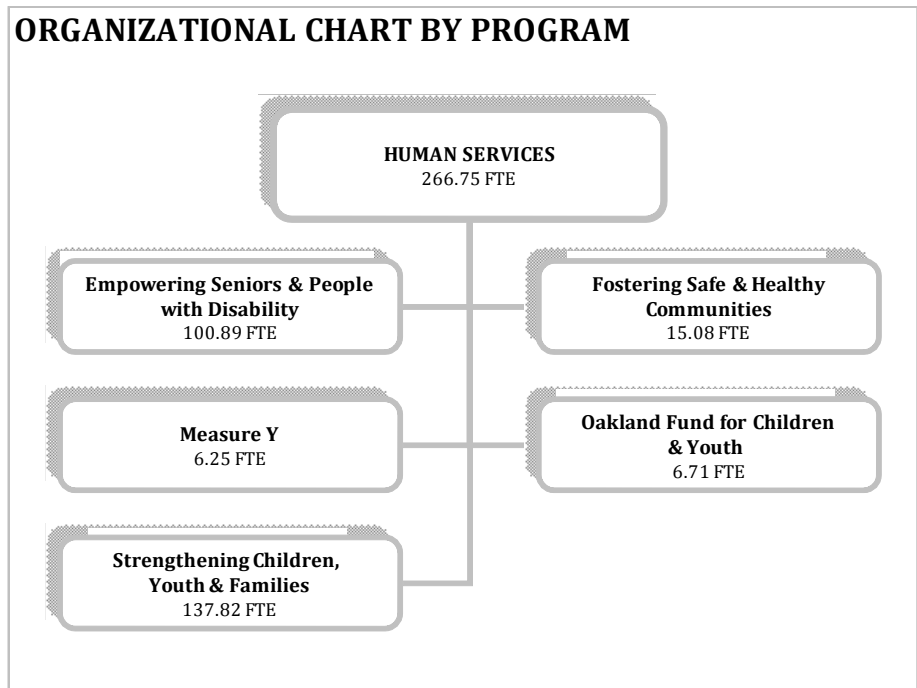 ORGANIZATIONAL CHART BY PROGRAM
HUMAN SERVICES
266.75 FTE
Empowering Seniors & People
with Disability
100.89 FTE
Fostering Safe & Healthy
Communities
15.08 FTE
Measure Y
6.25 FTE
Oakland Fund for Children
& Youth
6.71 FTE
Strengthening Children,
Youth & Families
137.82 FTE